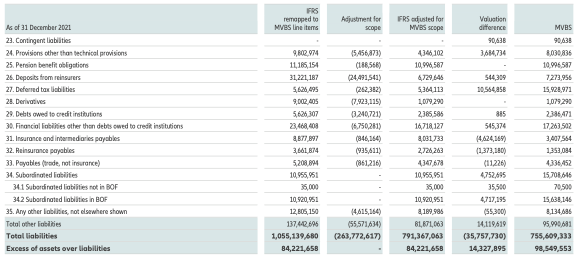 As of 31 December 2021 IFRS remapped to MVBS line items Adjustment for scope IFRS adjusted for MVBS scope Valuation difference MVBS
23. Contingent liabilities - - 90,638 90,638
24. Provisions other than technical provisions 9,802,974 (5,456,873) 4,346,102 3,684,734 8,030,836
25. Pension benefit obligations 11,185,154 (188,568) 10,996,587 - 10,996,587
26. Deposits from reinsurers 31,221,187 (24,491,541) 6,729,646 544,309 7,273,956
27. Deferred tax liabilities 5,626,495 (262,382) 5,364,113 10,564,858 15,928,971
28. Derivatives 9,002,405 (7,923,115) 1,079,290 - 1,079,290
29. Debts owed to credit institutions 5,626,307 (3,240,721) 2,385,586 885 2,386,471
30. Financial liabilities other than debts owed to credit institutions 23,468,408 (6,750,281) 16,718,127 545,374 17,263,502
31. Insurance and intermediaries payables 8,877,897 (846,164) 8,031,733 (4,624,169) 3,407,564
32. Reinsurance payables 3,661,874 (935,611) 2,726,263 (1,373,180) 1,353,084
33. Payables (trade, not insurance) 5,208,894 (861,216) 4,347,678 (11,226) 4,336,452
34. Subordinated liabilities 10,955,951 - 10,955,951 4,752,695 15,708,646
34.1 Subordinated liabilities not in BOF 35,000 - 35,000 35,500 70,500
34.2 Subordinated liabilities in BOF 10,920,951 - 10,920,951 4,717,195 15,638,146
35. Any other liabilities, not elsewhere shown 12,805,150 (4,615,164) 8,189,986 (55,300) 8,134,686
Total other liabilities 137,442,696 (55,571,634) 81,871,063 14,119,619 95,990,681
Total liabilities 1,055,139,680 (263,772,617) 791,367,063 (35,757,730) 755,609,333
Excess of assets over liabilities 84,221,658 - 84,221,658 14,327,895 98,549,553